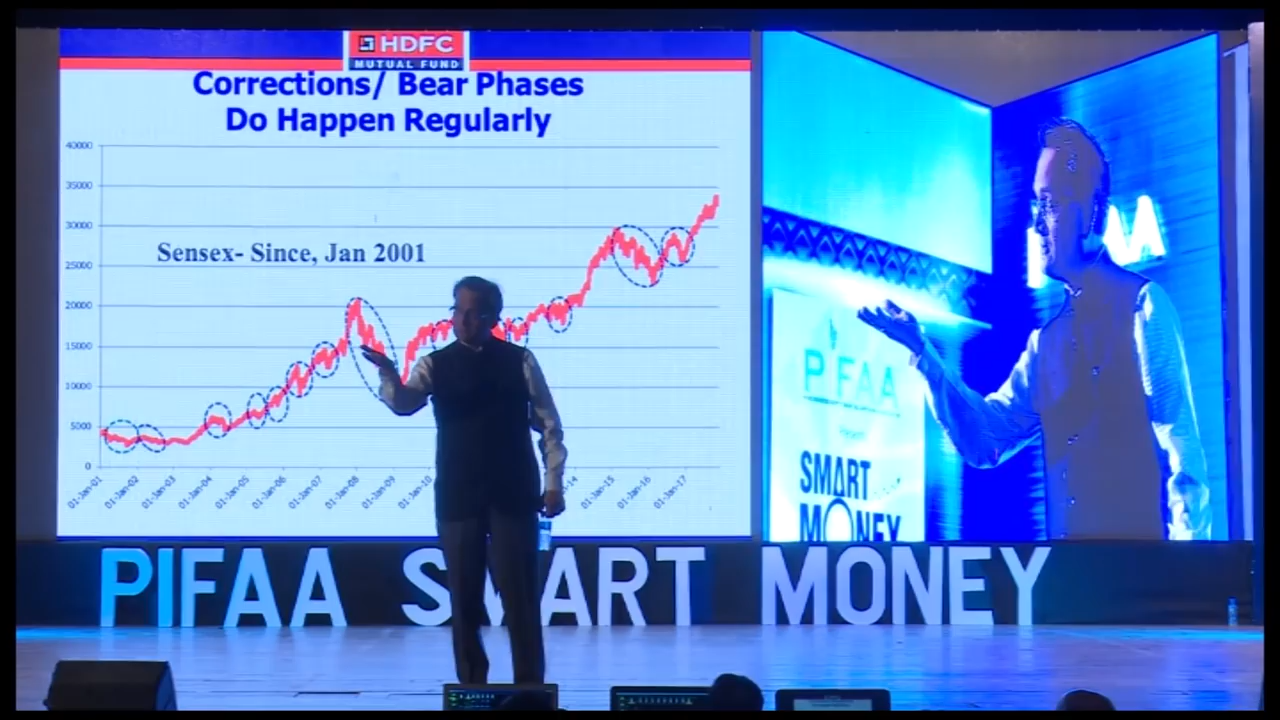 HDFC
MUTUAL FUND
Corrections/ Bear Phases
Do Happen Regularly
40000
35000
30000
25000
20000
15000
10000
5000
0
Sensex- Since, Jan 2001
01-Jan-01
01-Jan-02
01-Jan-03
01-Jan-04
01-Jan-05
01-Jan-06
01-Jan-07
01-Jan-08
01-Jan-09
01-Jan-10
01-Jan-15
01-Jan-16
01-Jan-17
AA
PIFAA
SMART
MONEY
PIFAA SMART MONEY